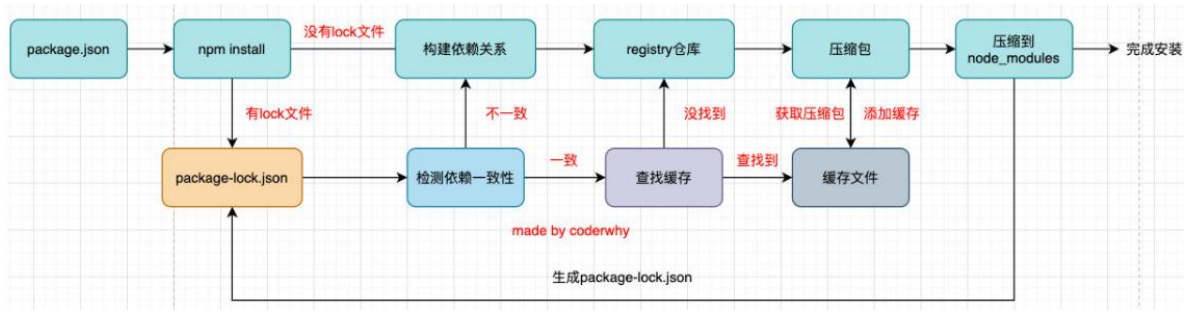 没有lock文件
package.json
npm install
构建依赖关系
registry仓库
压缩包
压缩到
node_modules
完成安装
有lock文件
不一致
没找到
获取压缩包
添加缓存
package-lock.json
检测依赖一致性
一致
查找缓存
查找到
缓存文件
made by coderwhy
生成package-lock.json